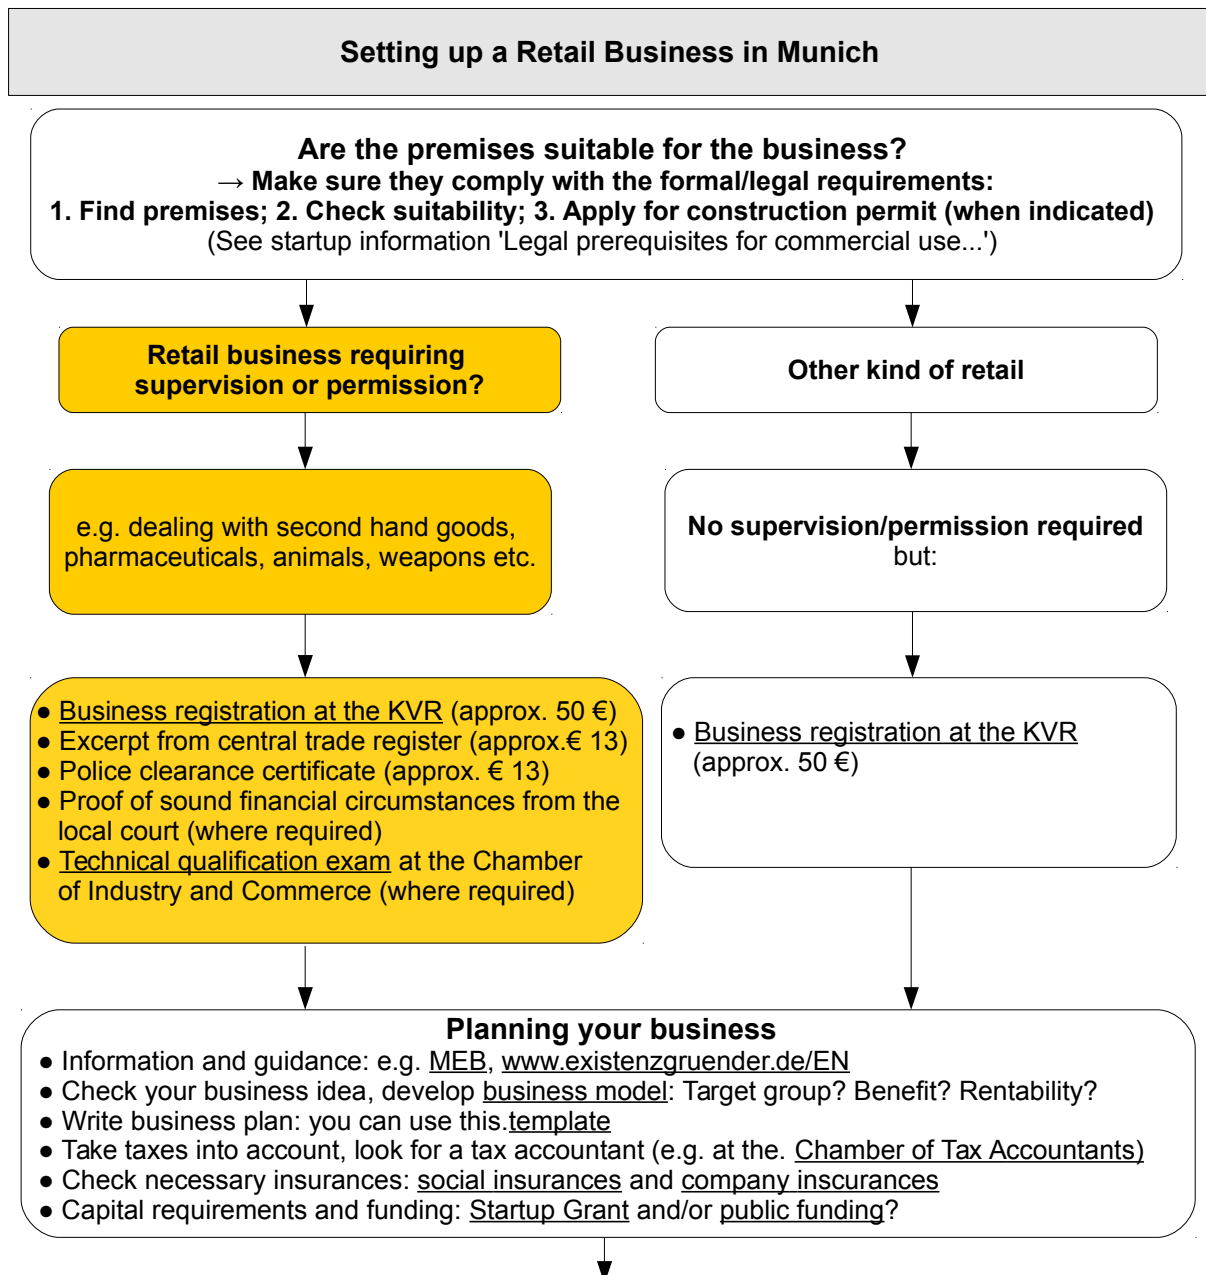 Setting up a Retail Business in Munich
Are the premises suitable for the business?
→ Make sure they comply with the formal/legal requirements:
1. Find premises; 2. Check suitability; 3. Apply for construction permit (when indicated)
(See startup information 'Legal prerequisites for commercial use...')
Retail business requiring
supervision or permission?
Other kind of retail
e.g. dealing with second hand goods,
pharmaceuticals, animals, weapons etc.
No supervision/permission required
but:
● Business registration at the KVR (approx. 50 €)
● Excerpt from central trade register (approx.€ 13)
● Police clearance certificate (approx. € 13)
● Proof of sound financial circumstances from the
local court (where required)
● Technical qualification exam at the Chamber
of Industry and Commerce (where required)
● Business registration at the KVR
(approx. 50 €)
Planning your business
● Information and guidance: e.g. MEB, www.existenzgruender.de/EN
● Check your business idea, develop business model: Target group? Benefit? Rentability?
● Write business plan: you can use this.template
● Take taxes into account, look for a tax accountant (e.g. at the. Chamber of Tax Accountants)
● Check necessary insurances: social insurances and company inscurances
● Capital requirements and funding: Startup Grant and/or public funding?